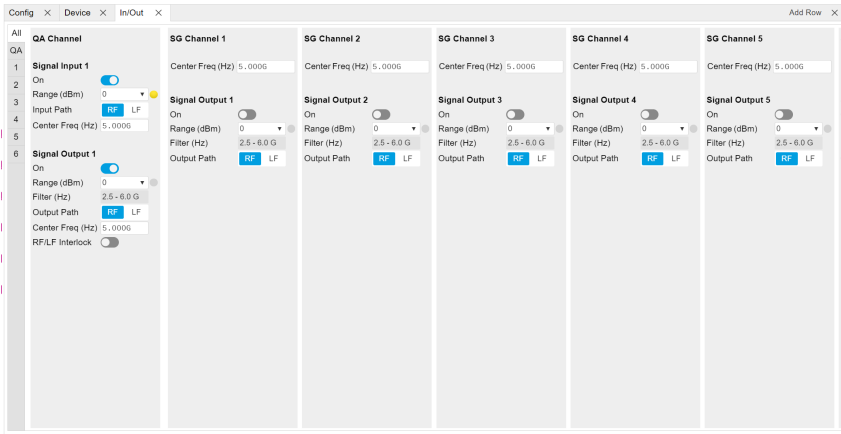 Config × Device × In/Out × Add Row ×
All
QA
1
2
3
4
5
6
QA Channel
Signal Input 1
On
Range (dBm) 0
Input Path RF LF
Center Freq (Hz) 5.000G
Signal Output 1
On
Range (dBm) 0
Filter (Hz) 2.5 - 6.0 G
Output Path RF LF
Center Freq (Hz) 5.000G
RF/LF Interlock
SG Channel 1
Center Freq (Hz) 5.000G
Signal Output 1
On
Range (dBm) 0
Filter (Hz) 2.5 - 6.0 G
Output Path RF LF
SG Channel 2
Center Freq (Hz) 5.000G
Signal Output 2
On
Range (dBm) 0
Filter (Hz) 2.5 - 6.0 G
Output Path RF LF
SG Channel 3
Center Freq (Hz) 5.000G
Signal Output 3
On
Range (dBm) 0
Filter (Hz) 2.5 - 6.0 G
Output Path RF LF
SG Channel 4
Center Freq (Hz) 5.000G
Signal Output 4
On
Range (dBm) 0
Filter (Hz) 2.5 - 6.0 G
Output Path RF LF
SG Channel 5
Center Freq (Hz) 5.000G
Signal Output 5
On
Range (dBm) 0
Filter (Hz) 2.5 - 6.0 G
Output Path RF LF